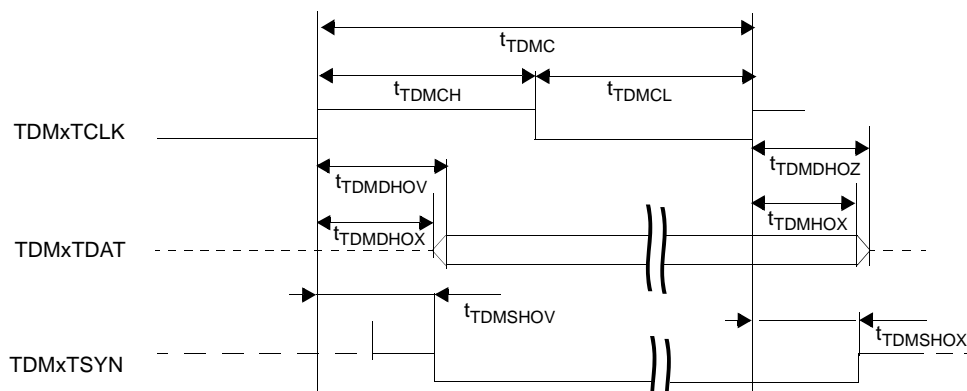 tTDMC
tTDMCH
tTDMCL
TDMxTCLK
tTDMDHOV
tTDMDHOZ
tTDMDHOX
tTDMHOX
TDMxTDAT
tTDMSHOV
tTDMSHOX
TDMxTSYN